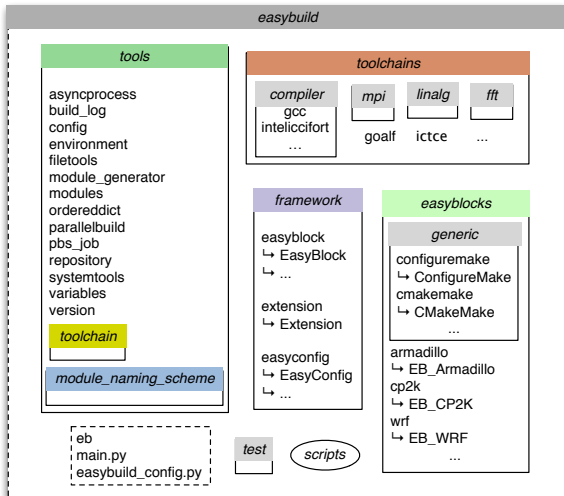 easybuild
tools
asyncprocess
build_log
config
environment
filetools
module_generator
modules
ordereddict
parallelbuild
pbs_job
repository
systemtools
variables
version
toolchain
module_naming_scheme
toolchains
compiler
gcc
inteliccifort
...
mpi
linalg
fft
goalf
ictce
...
framework
easyblock
↳ EasyBlock
↳ ...
extension
↳ Extension
easyconfig
↳ EasyConfig
↳ ...
easyblocks
generic
configuremake
↳ ConfigureMake
cmakemake
↳ CMakeMake
...
armadillo
↳ EB_Armadillo
cp2k
↳ EB_CP2K
wrf
↳ EB_WRF
...
eb
main.py
easybuild_config.py
test
scripts